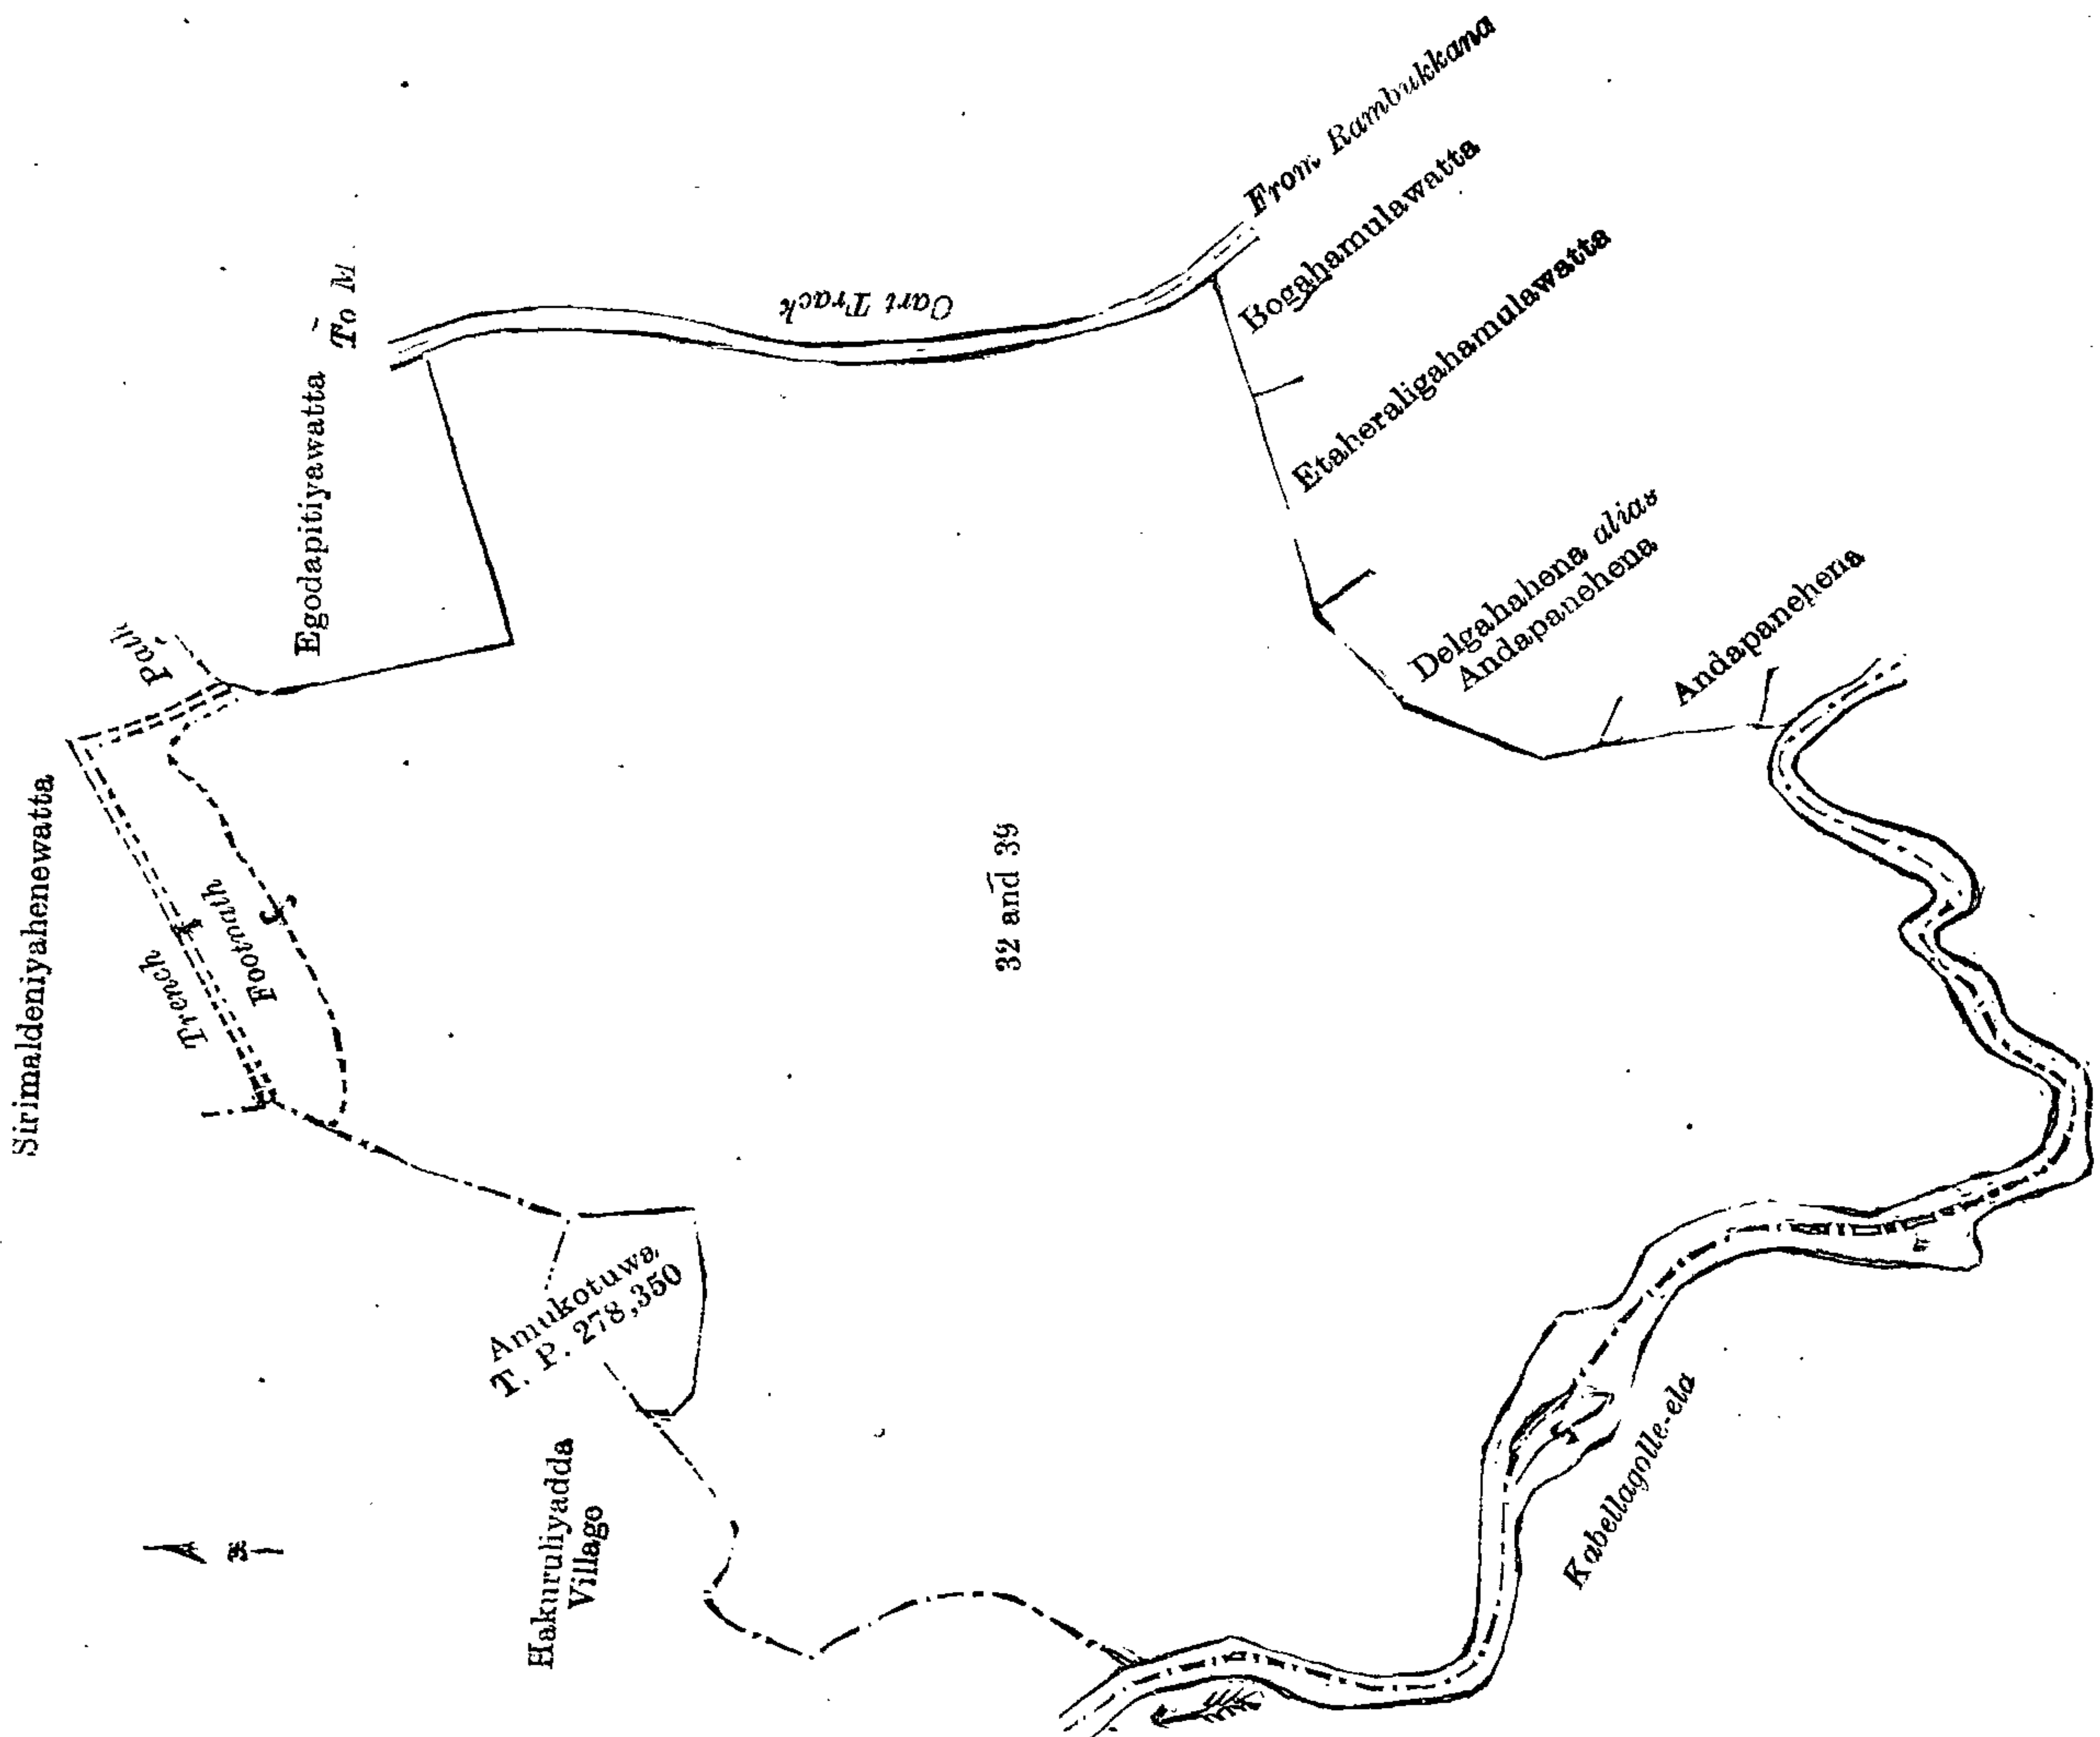 Sirimaldeniyahenewatta
Trench
Footpath
Path
Egodapitiyawatta
To M
Cart Track
From Rambukkana
Bogahamulawatta
Etaheraligahamulawatta
Delgahahena alias
Andapanehena
Andapanehena
32 and 39
Amukotuwa
T. P. 278,350
Hakuruliyadda
Village
Kabellagolle-ela